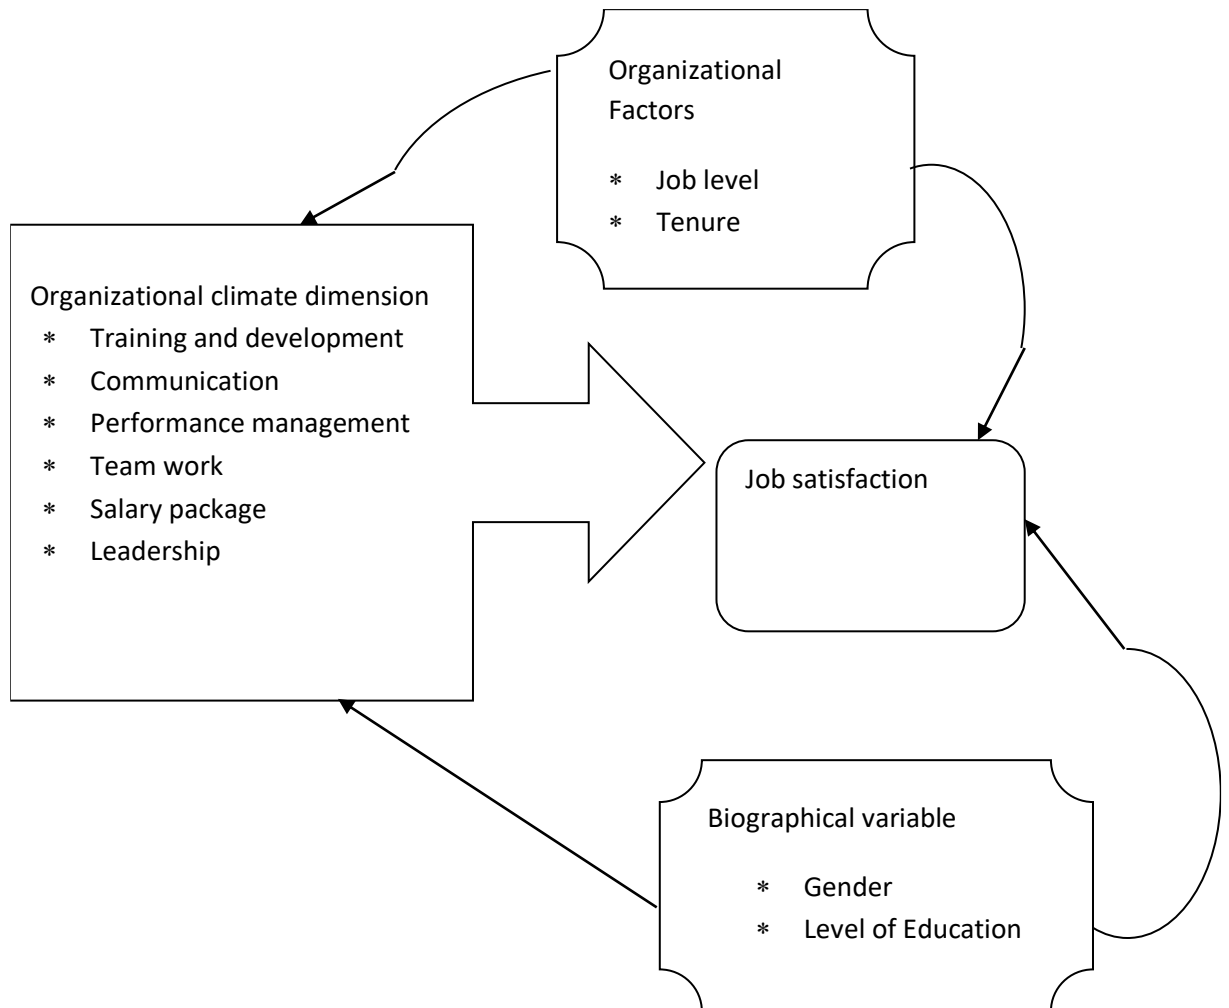 Organizational
Factors
* Job level
* Tenure
Organizational climate dimension
* Training and development
* Communication
* Performance management
* Team work
* Salary package
* Leadership
Job satisfaction
Biographical variable
* Gender
* Level of Education